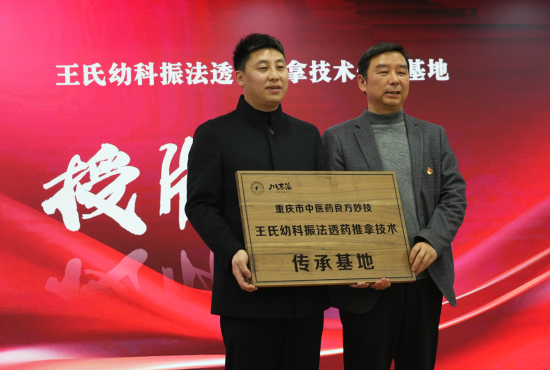 王氏幼科振法透
拿技术
基地
授牌
重庆市中医药良方妙技
王氏幼科振法透药推拿技术
传承基地